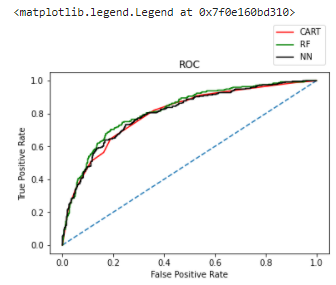 <matplotlib.legend.Legend at 0x7f0e160bd310>
CART
RF
NN
ROC
1.0
0.8
0.6
0.4
0.2
0.0
True Positive Rate
0.0 0.2 0.4 0.6 0.8 1.0
False Positive Rate